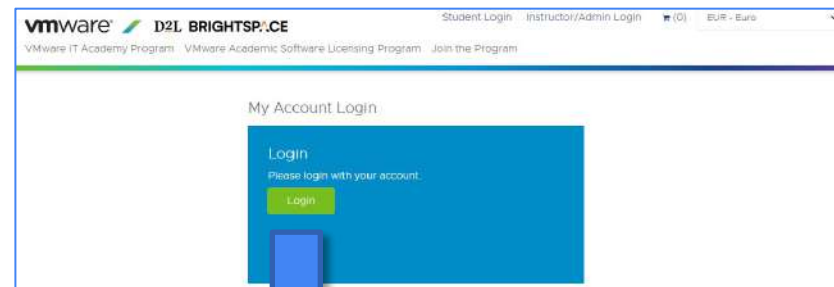 vmware D2L BRIGHTSPACE Student Login Instructor/Admin Login (0) EUR - Euro
VMware IT Academy Program VMware Academic Software Licensing Program Join the Program
My Account Login
Login
Please login with your account.
Login